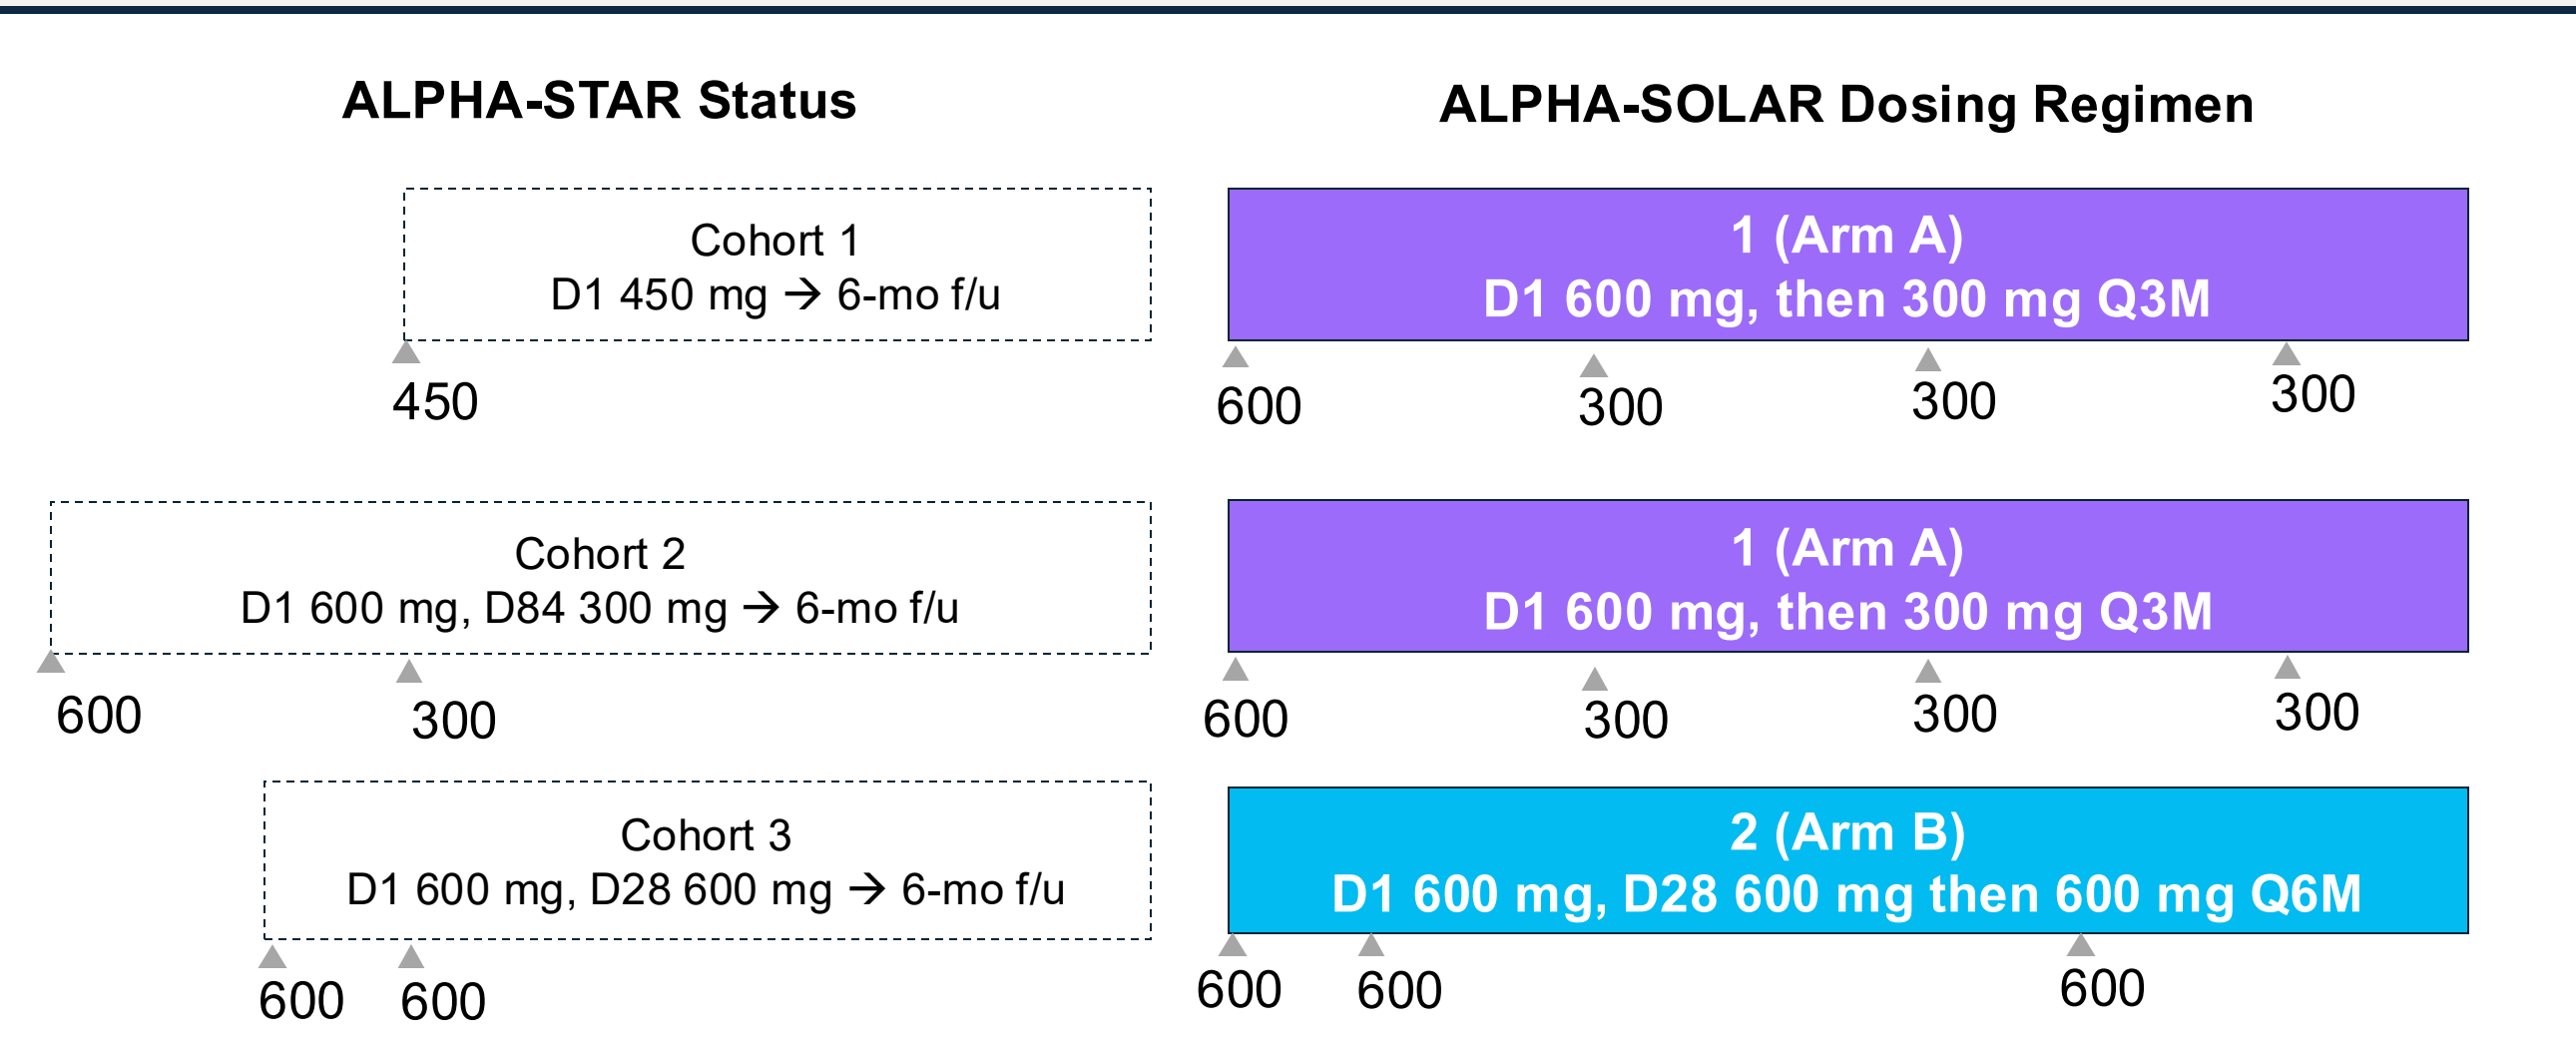 ALPHA-STAR Status
ALPHA-SOLAR Dosing Regimen
Cohort 1
D1 450 mg → 6-mo f/u
450
1 (Arm A)
D1 600 mg, then 300 mg Q3M
600
300
300
300
Cohort 2
D1 600 mg, D84 300 mg → 6-mo f/u
600
300
1 (Arm A)
D1 600 mg, then 300 mg Q3M
600
300
300
300
Cohort 3
D1 600 mg, D28 600 mg → 6-mo f/u
600
600
2 (Arm B)
D1 600 mg, D28 600 mg then 600 mg Q6M
600
600
600